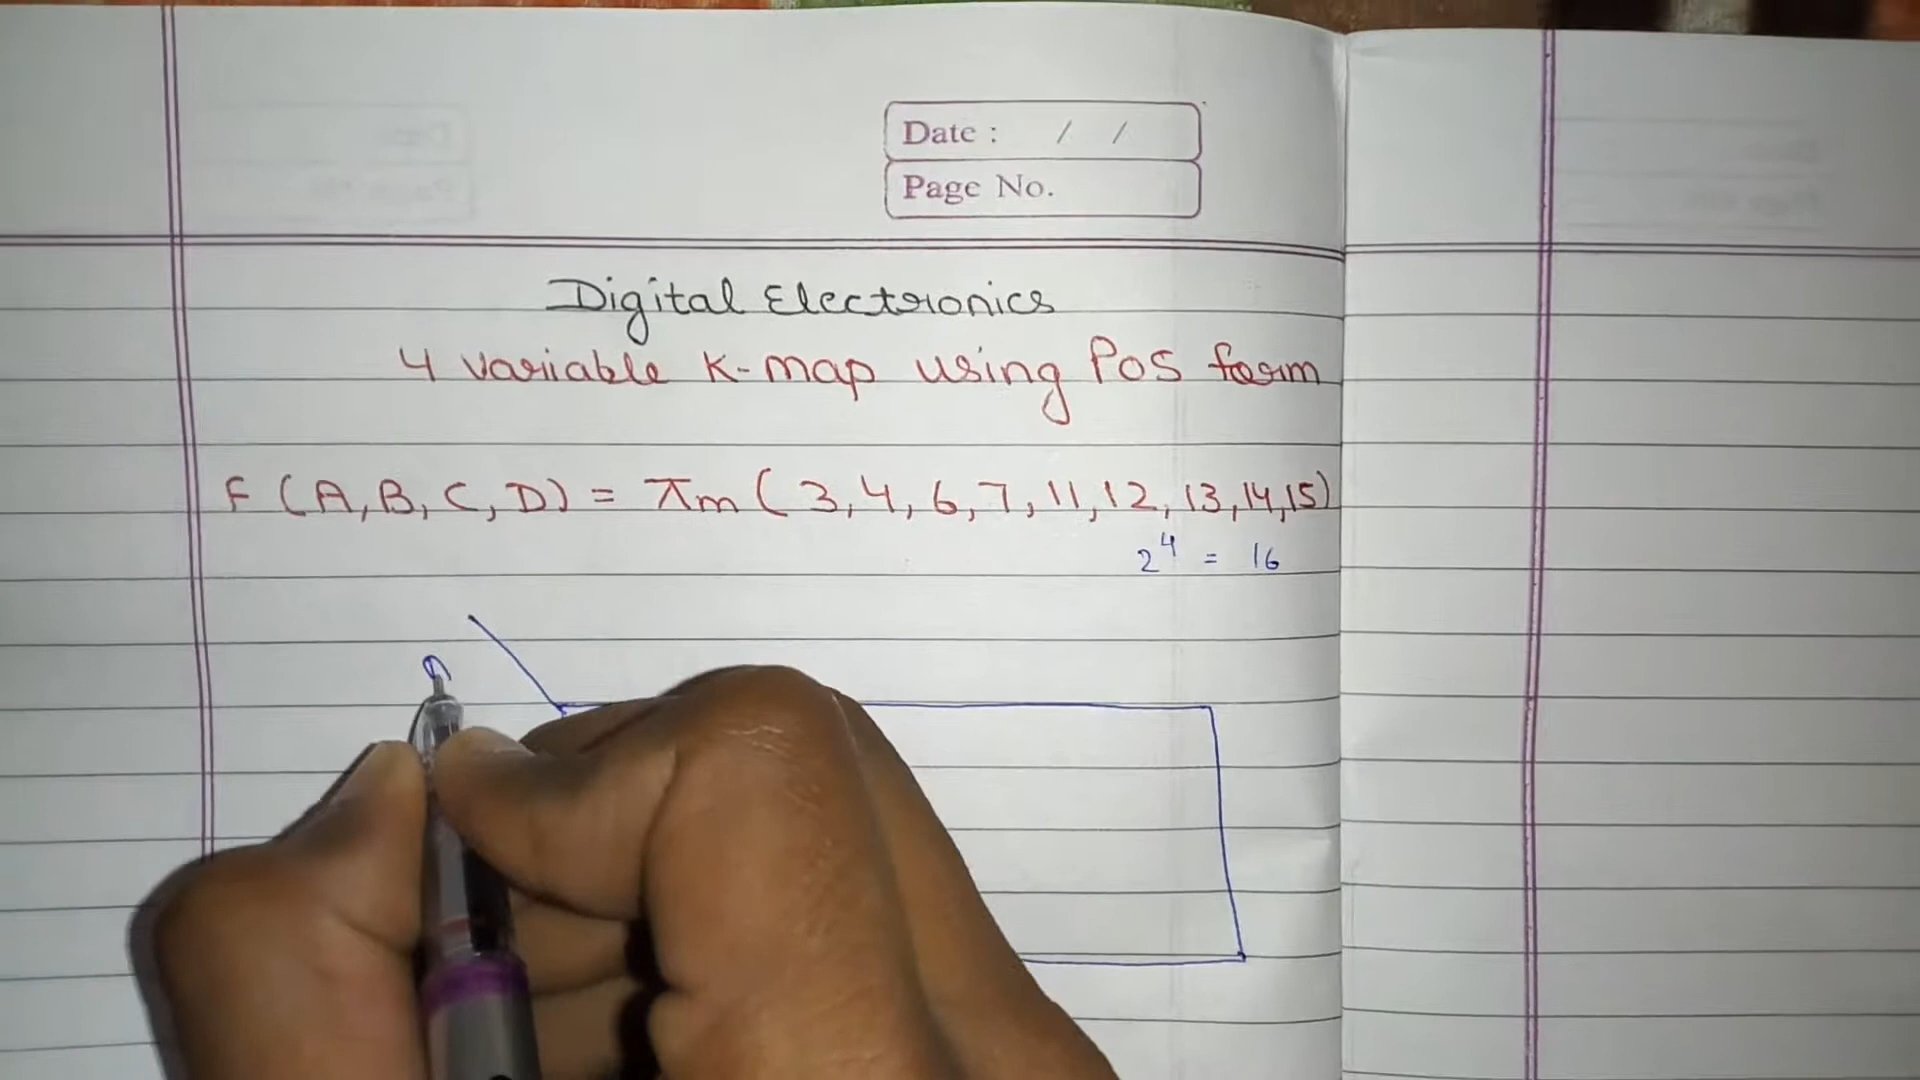 Date : / /
Page No.
Digital Electronics
4 variable K-map using POS form
F (A, B, C, D) = πm ( 3, 4, 6, 7, 11, 12, 13, 14, 15)
2⁴ = 16